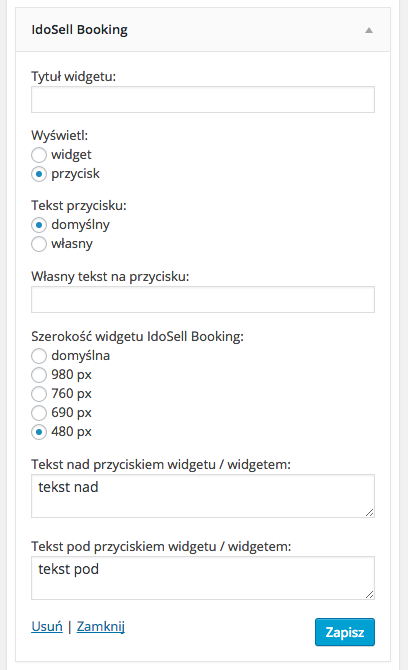 IdoSell Booking
Tytuł widgetu:
Wyświetl:
widget
przycisk
Tekst przycisku:
domyślny
własny
Własny tekst na przycisku:
Szerokość widgetu IdoSell Booking:
domyślna
980 px
760 px
690 px
480 px
Tekst nad przyciskiem widgetu / widgetem:
tekst nad
Tekst pod przyciskiem widgetu / widgetem:
tekst pod
Usuń | Zamknij
Zapisz